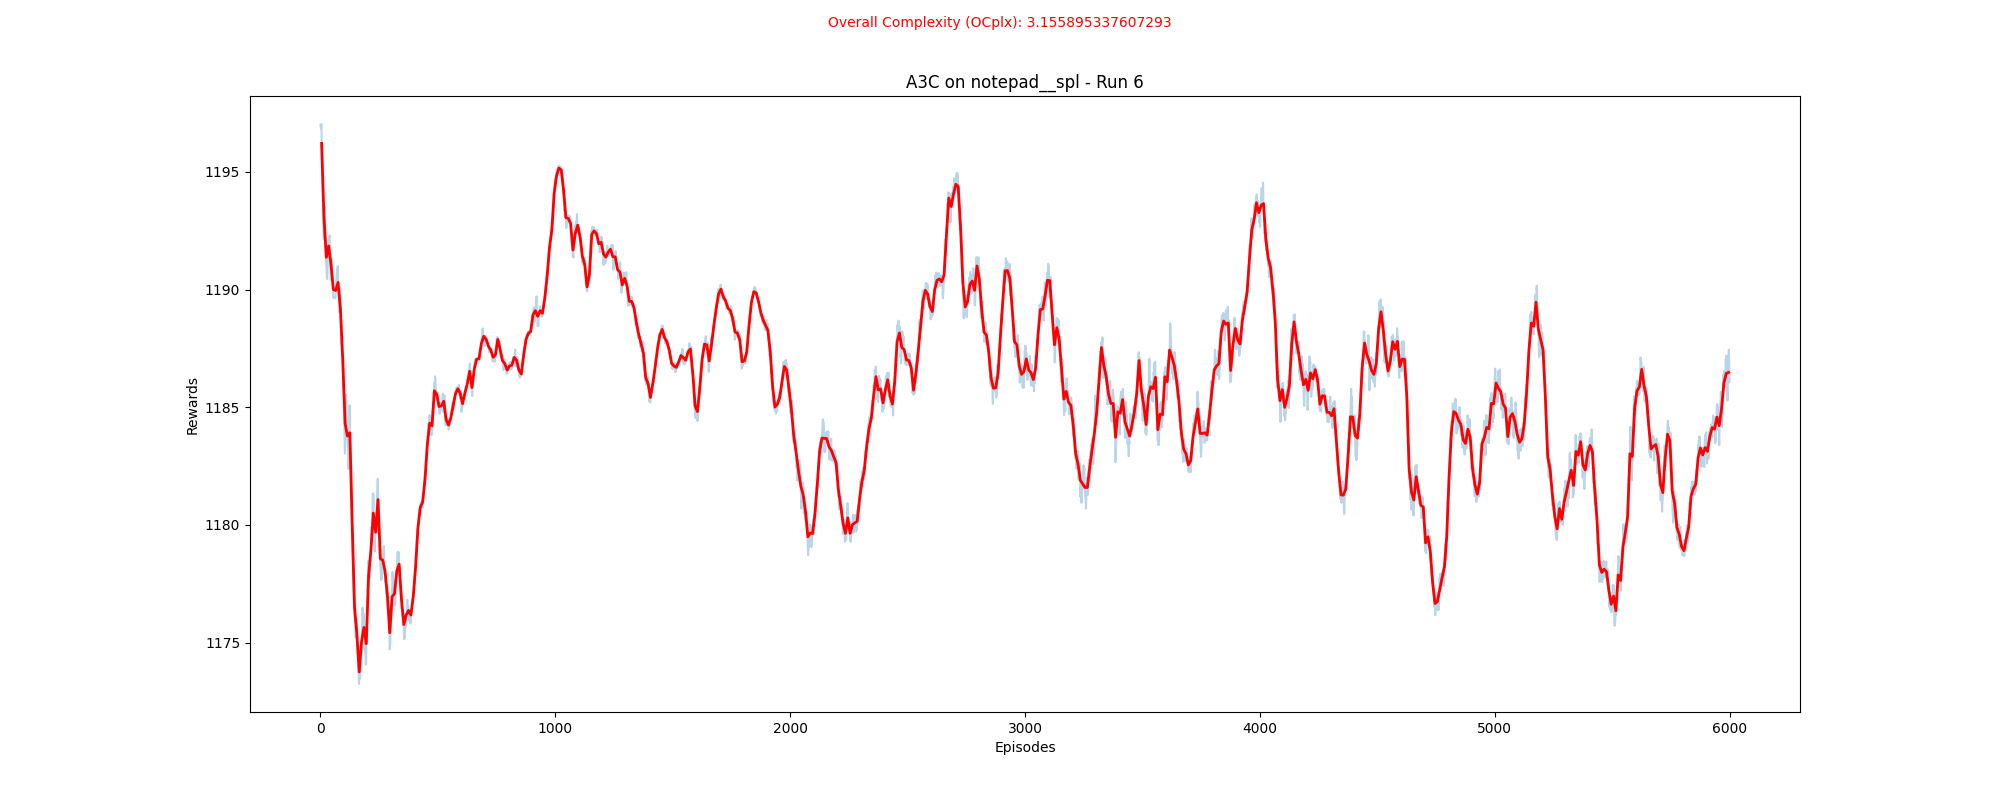 Overall Complexity (OCplx): 3.155895337607293
A3C on notepad__spl - Run 6
Rewards
1195
1190
1185
1180
1175
0 1000 2000 3000 4000 5000 6000
Episodes